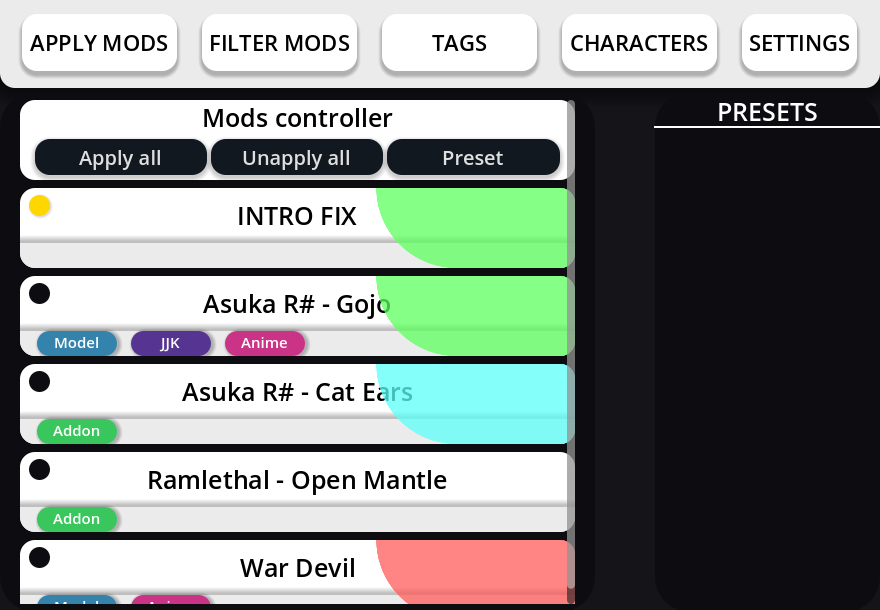 APPLY MODS FILTER MODS TAGS CHARACTERS SETTINGS
Mods controller
Apply all Unapply all Preset
PRESETS
INTRO FIX
Asuka R# - Gojo
Model JJK Anime
Asuka R# - Cat Ears
Addon
Ramlethal - Open Mantle
Addon
War Devil